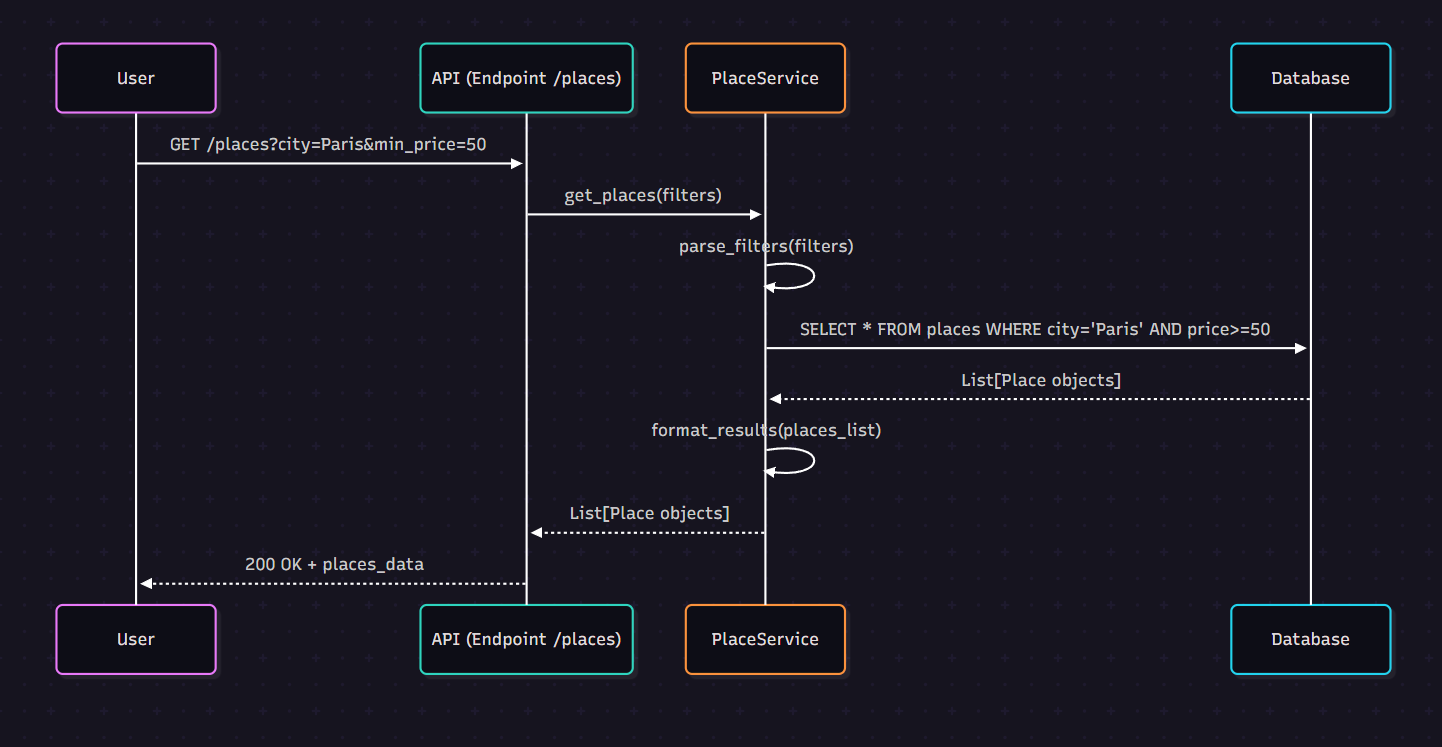 User
API (Endpoint /places)
PlaceService
Database
GET /places?city=Paris&min_price=50
get_places(filters)
parse_filters(filters)
SELECT * FROM places WHERE city='Paris' AND price>=50
List[Place objects]
format_results(places_list)
List[Place objects]
200 OK + places_data
User
API (Endpoint /places)
PlaceService
Database